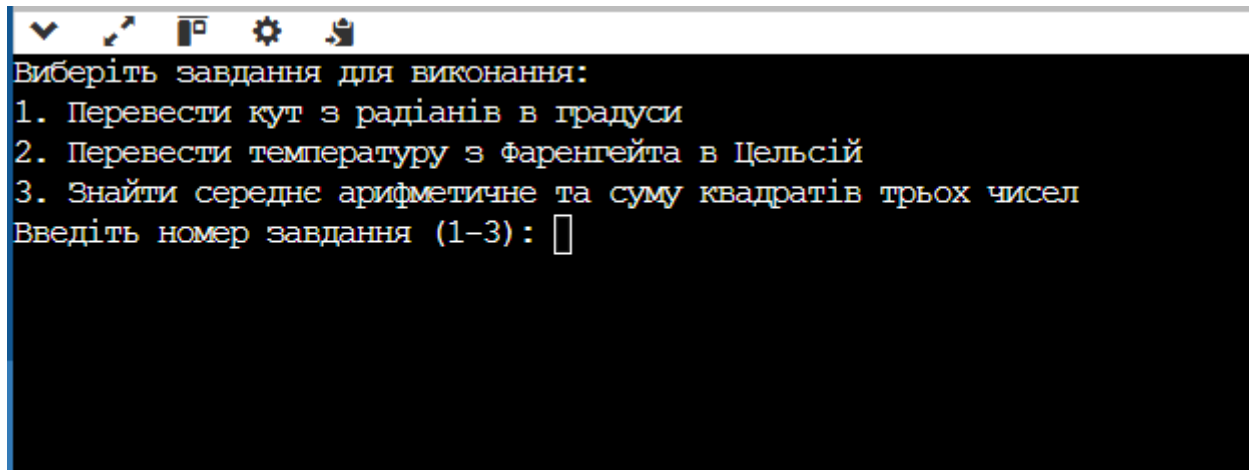 Виберіть завдання для виконання:
1. Перевести кут з радіанів в градуси
2. Перевести температуру з Фаренгейта в Цельсій
3. Знайти середнє арифметичне та суму квадратів трьох чисел
Введіть номер завдання (1-3):